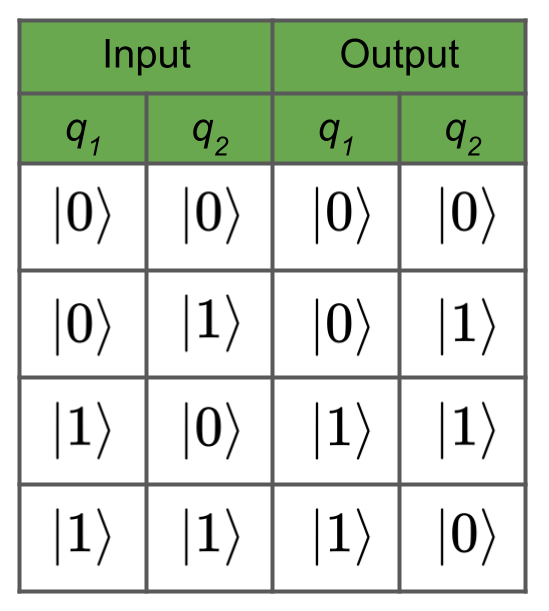 Input Output
q1 q2 q1 q2
|0⟩ |0⟩ |0⟩ |0⟩
|0⟩ |1⟩ |0⟩ |1⟩
|1⟩ |0⟩ |1⟩ |1⟩
|1⟩ |1⟩ |1⟩ |0⟩